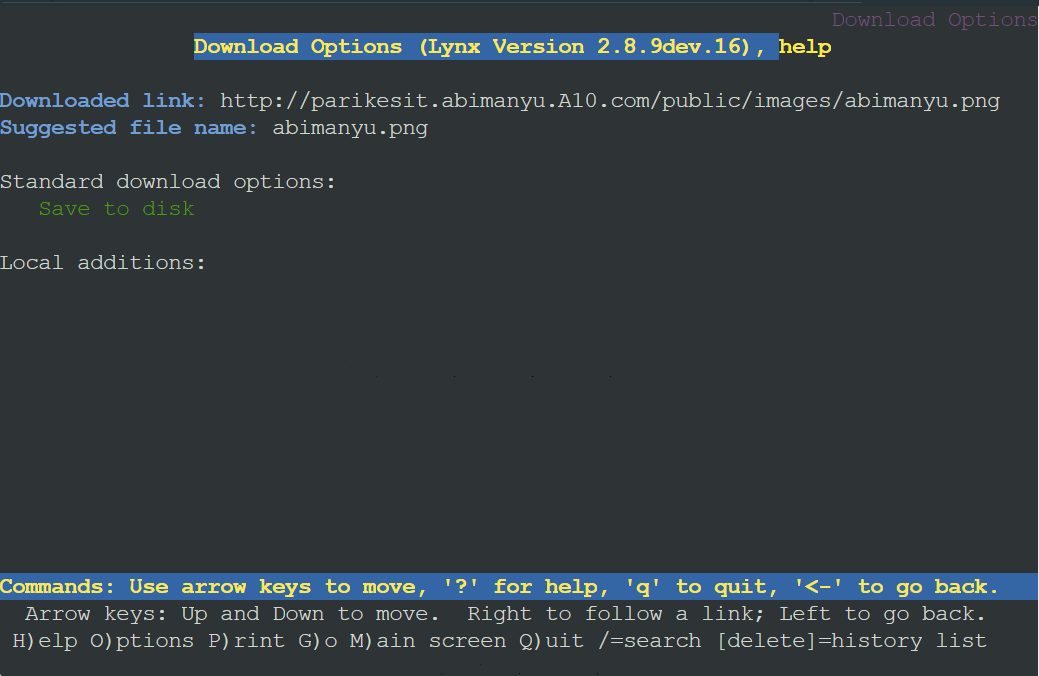 Download Options
Download Options (Lynx Version 2.8.9dev.16), help
Downloaded link: http://parikesit.abimanyu.A10.com/public/images/abimanyu.png
Suggested file name: abimanyu.png
Standard download options:
Save to disk
Local additions:
Commands: Use arrow keys to move, '?' for help, 'q' to quit, '<-' to go back.
Arrow keys: Up and Down to move. Right to follow a link; Left to go back.
H)elp O)ptions P)rint G)o M)ain screen Q)uit /=search [delete]=history list